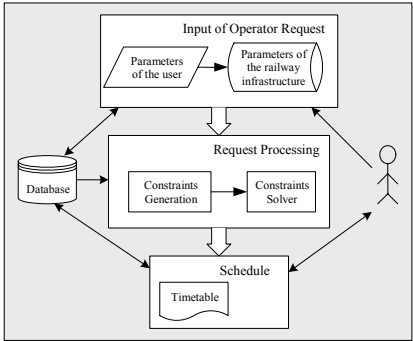 Input of Operator Request
Parameters
of the user
Parameters of
the railway
infrastructure
Request Processing
Database
Constraints
Generation
Constraints
Solver
Schedule
Timetable